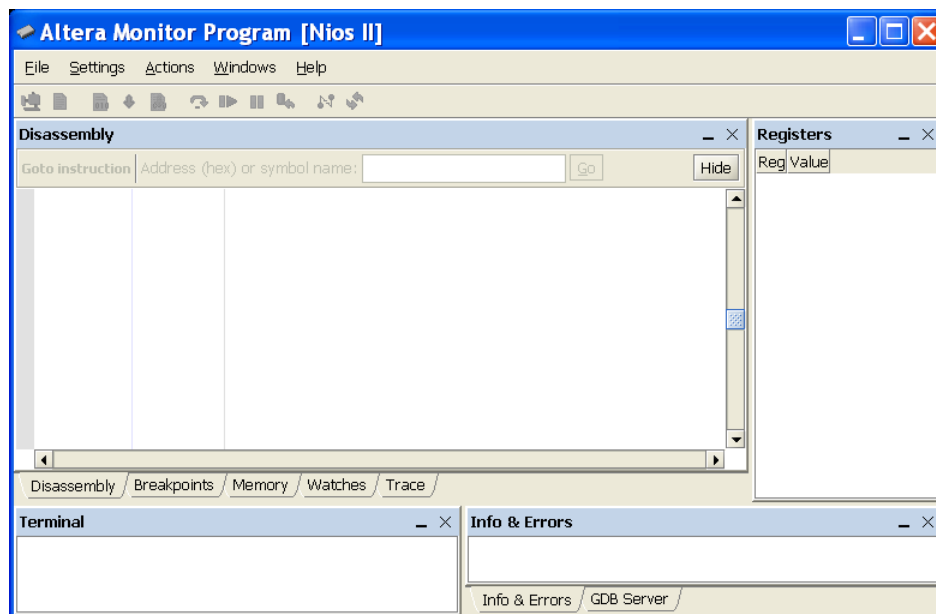 Altera Monitor Program [Nios II]
File Settings Actions Windows Help
Disassembly
Goto instruction Address (hex) or symbol name: Go Hide
Disassembly Breakpoints Memory Watches Trace
Registers
Reg Value
Terminal
Info & Errors
Info & Errors GDB Server